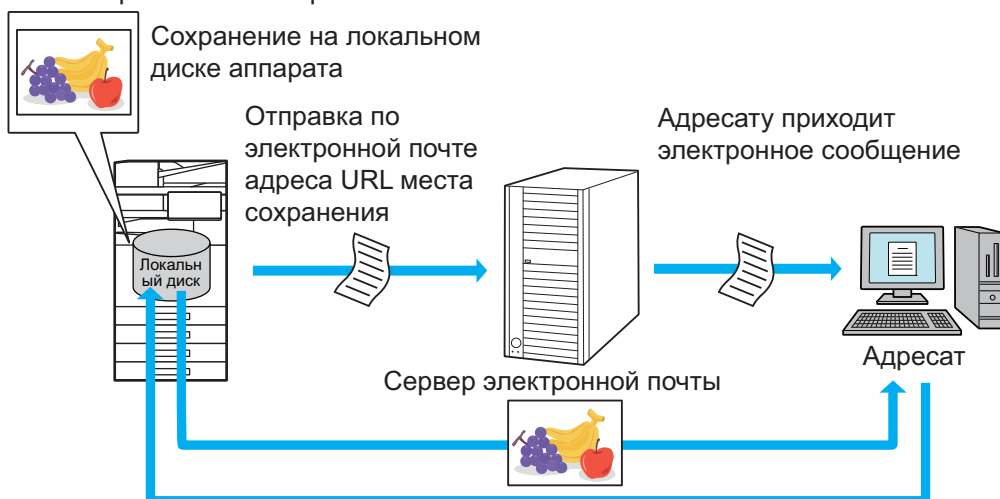 Сохранение на локальном
диске аппарата
Отправка по
электронной почте
адреса URL места
сохранения
Адресату приходит
электронное сообщение
Локальн
ый диск
Адресат
Сервер электронной почты